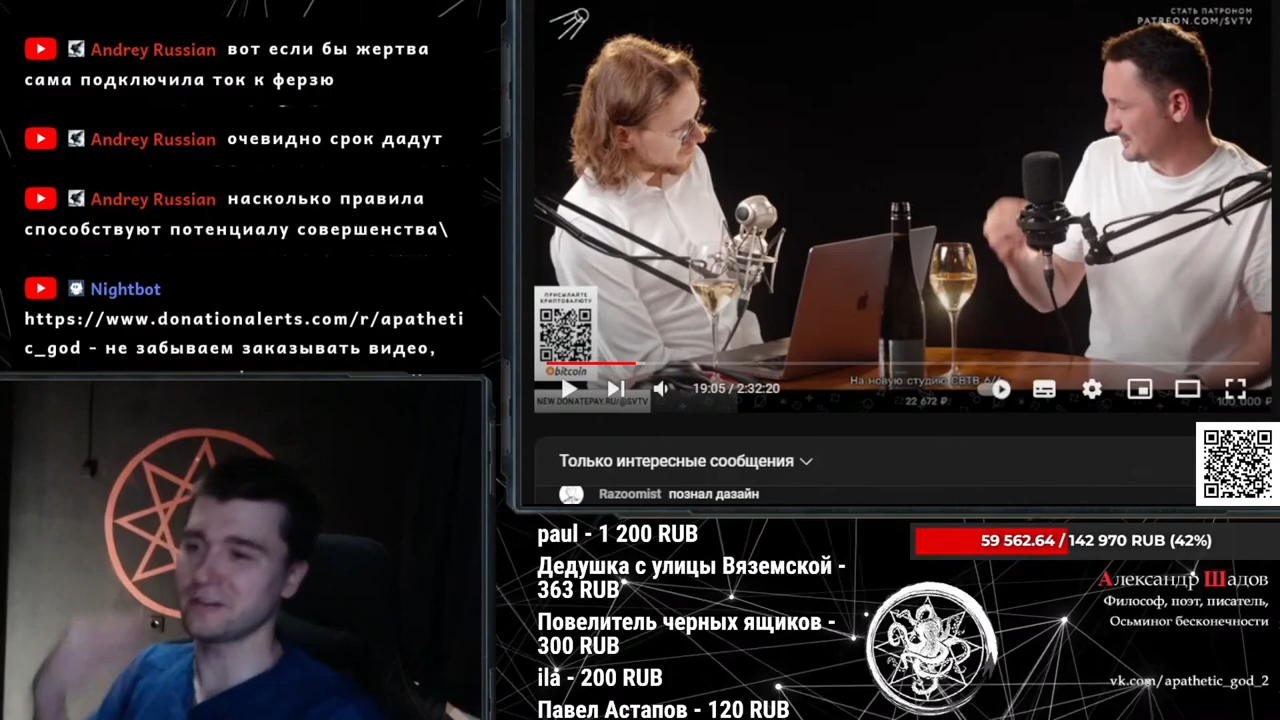 Andrey Russian вот если бы жертва
сама подключила ток к ферзю
Andrey Russian очевидно срок дадут
Andrey Russian насколько правила
способствуют потенциалу совершенства\
Nightbot
https://www.donationalerts.com/r/apatheti
c_god - не забываем заказывать видео,
СТАТЬ ПАТРОНОМ
PATREON.COM/SVTV
ПРИСЫЛАЙТЕ
КРИПТОВАЛЮТУ
bitcoin
NEW.DONATEPAY.RU/@SVTV
19:05 / 2:32:20
На новую студию СВТВ 6/
22 672 ₽
100 000 ₽
Только интересные сообщения
Razoomist познал дазайн
paul - 1 200 RUB
Дедушка с улицы Вяземской -
363 RUB
Повелитель черных ящиков -
300 RUB
ilá - 200 RUB
Павел Астапов - 120 RUB
59 562.64 / 142 970 RUB (42%)
Александр Шадов
Философ, поэт, писатель,
Осьминог бесконечности
vk.com/apathetic_god_2